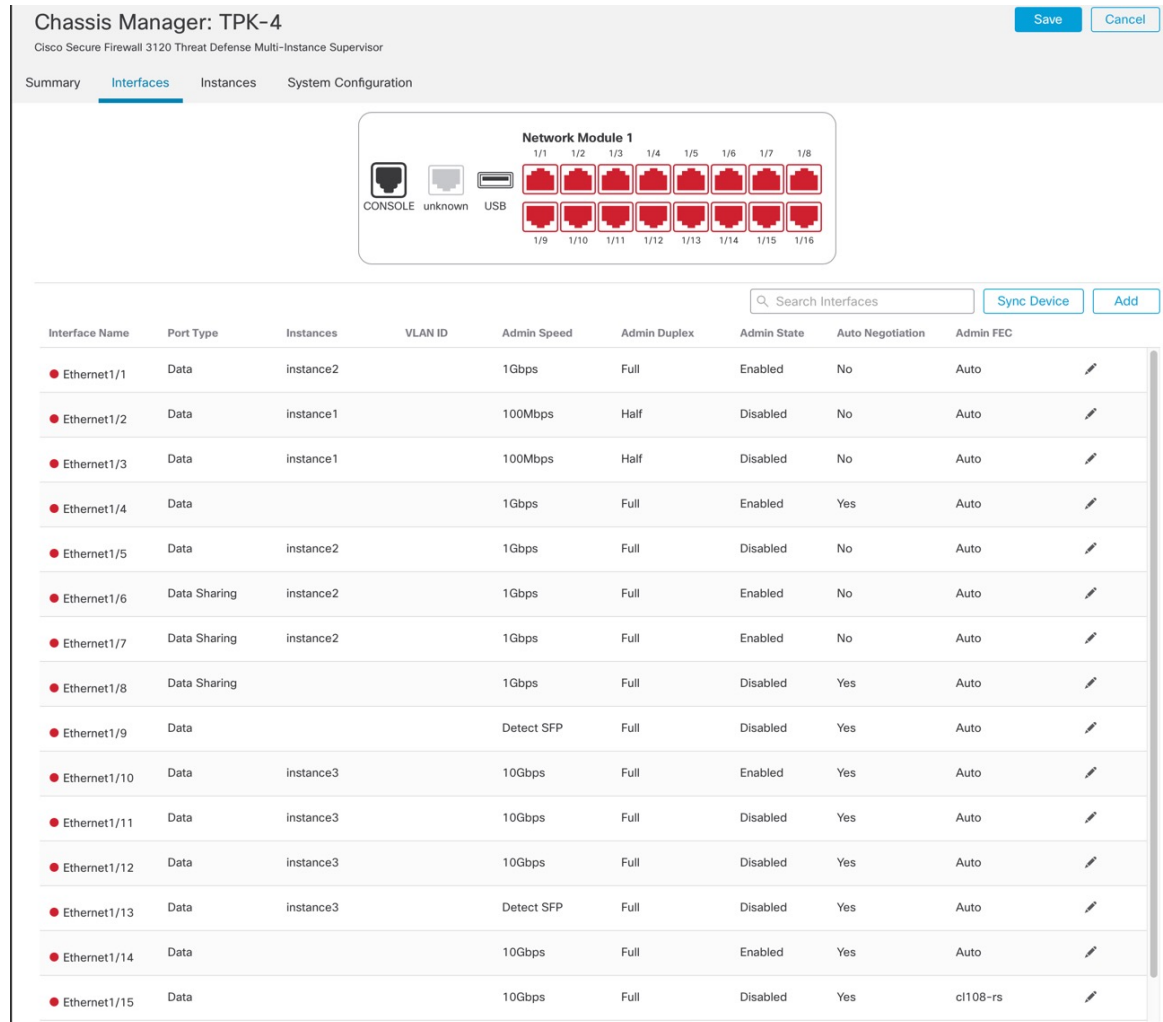 Chassis Manager: TPK-4
Save
Cancel
Cisco Secure Firewall 3120 Threat Defense Multi-Instance Supervisor
Summary Interfaces Instances System Configuration
Network Module 1
1/1 1/2 1/3 1/4 1/5 1/6 1/7 1/8
CONSOLE unknown USB
1/9 1/10 1/11 1/12 1/13 1/14 1/15 1/16
Search Interfaces Sync Device Add
Interface Name Port Type Instances VLAN ID Admin Speed Admin Duplex Admin State Auto Negotiation Admin FEC
Ethernet1/1 Data instance2 1Gbps Full Enabled No Auto
Ethernet1/2 Data instance1 100Mbps Half Disabled No Auto
Ethernet1/3 Data instance1 100Mbps Half Disabled No Auto
Ethernet1/4 Data 1Gbps Full Enabled Yes Auto
Ethernet1/5 Data instance2 1Gbps Full Disabled No Auto
Ethernet1/6 Data Sharing instance2 1Gbps Full Enabled No Auto
Ethernet1/7 Data Sharing instance2 1Gbps Full Enabled No Auto
Ethernet1/8 Data Sharing 1Gbps Full Disabled Yes Auto
Ethernet1/9 Data Detect SFP Full Disabled Yes Auto
Ethernet1/10 Data instance3 10Gbps Full Enabled Yes Auto
Ethernet1/11 Data instance3 10Gbps Full Disabled Yes Auto
Ethernet1/12 Data instance3 10Gbps Full Disabled Yes Auto
Ethernet1/13 Data instance3 Detect SFP Full Disabled Yes Auto
Ethernet1/14 Data 10Gbps Full Enabled Yes Auto
Ethernet1/15 Data 10Gbps Full Disabled Yes cl108-rs